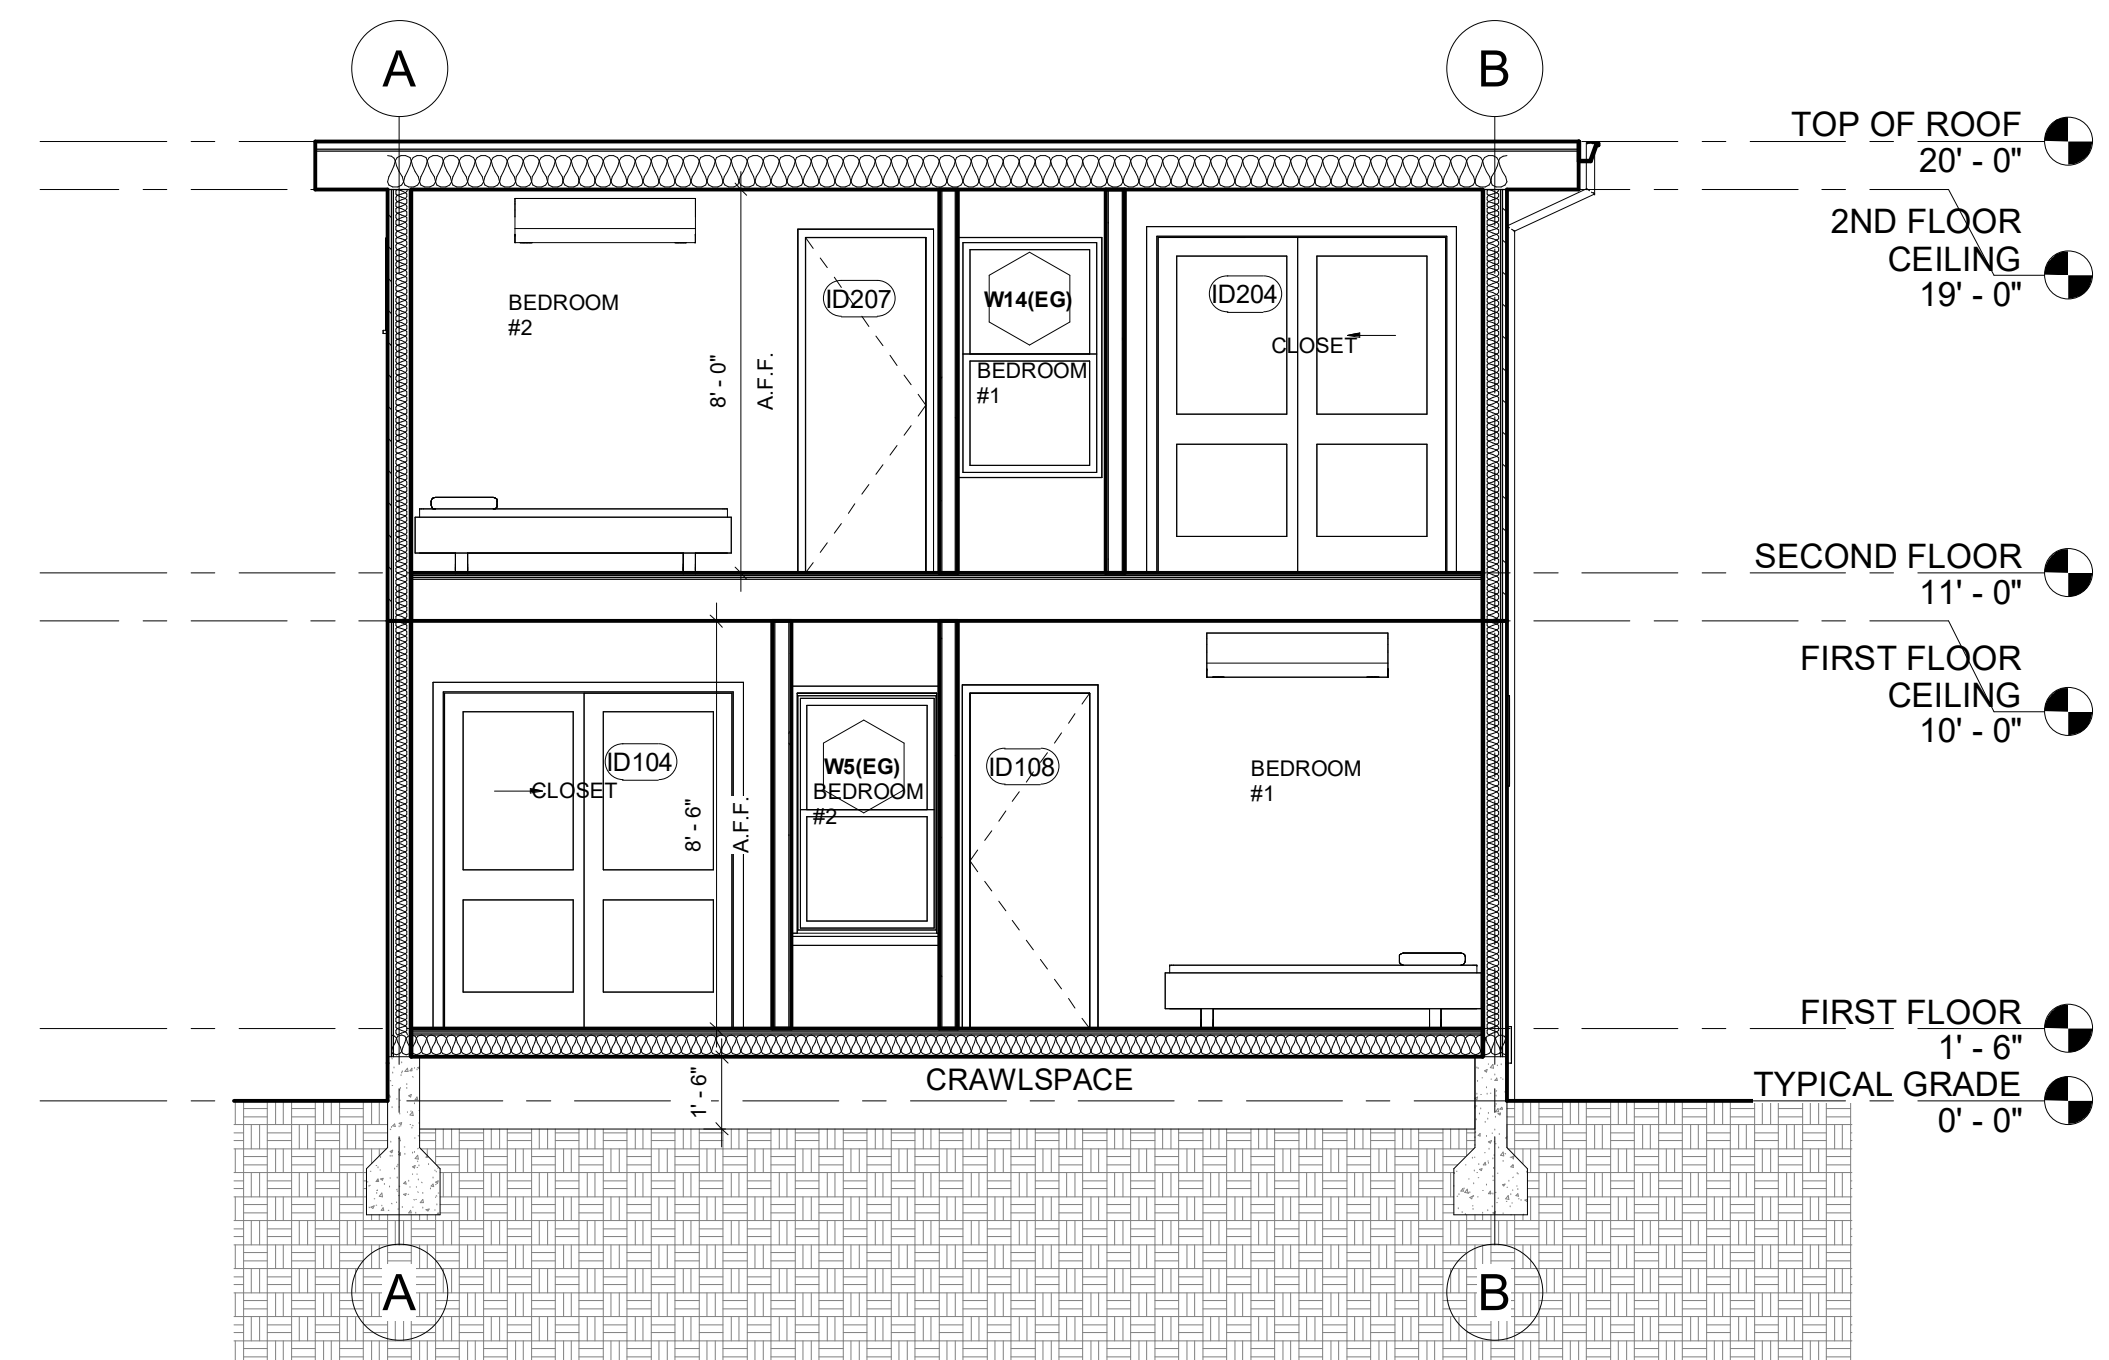 A
B
TOP OF ROOF
20' - 0"
2ND FLOOR
CEILING
19' - 0"
BEDROOM
#2
ID207
W14(EG)
ID204
CLOSET
BEDROOM
#1
8' - 0"
A.F.F.
SECOND FLOOR
11' - 0"
FIRST FLOOR
CEILING
10' - 0"
ID104
CLOSET
W5(EG)
BEDROOM
#2
ID108
BEDROOM
#1
8' - 6"
A.F.F.
FIRST FLOOR
1' - 6"
CRAWLSPACE
1' - 6"
TYPICAL GRADE
0' - 0"
A
B